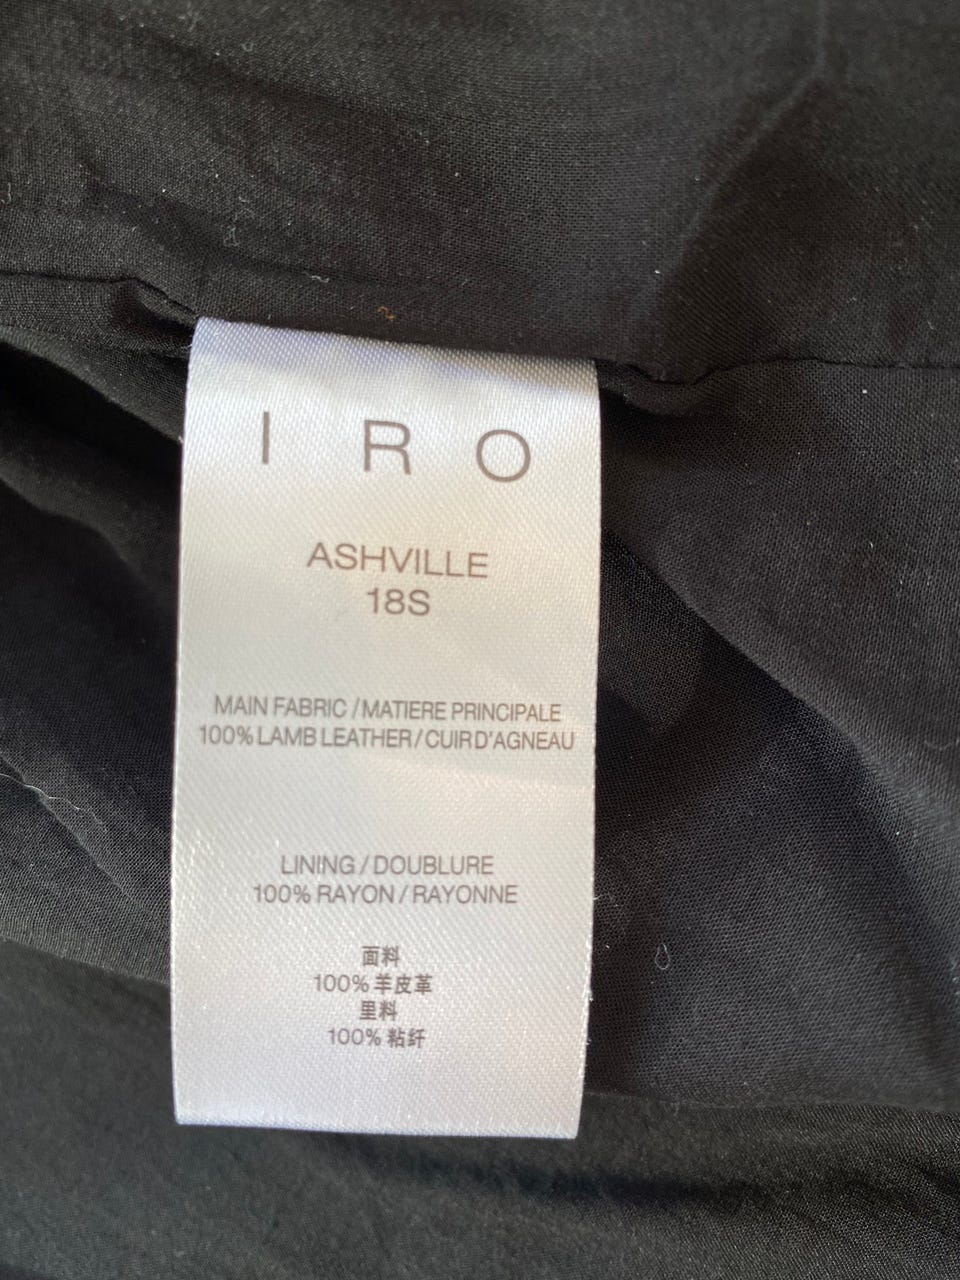 IRO
ASHVILLE
18S
MAIN FABRIC / MATIERE PRINCIPALE
100% LAMB LEATHER / CUIR D'AGNEAU
LINING / DOUBLURE
100% RAYON / RAYONNE
面料
100% 羊皮革
里料
100% 粘纤